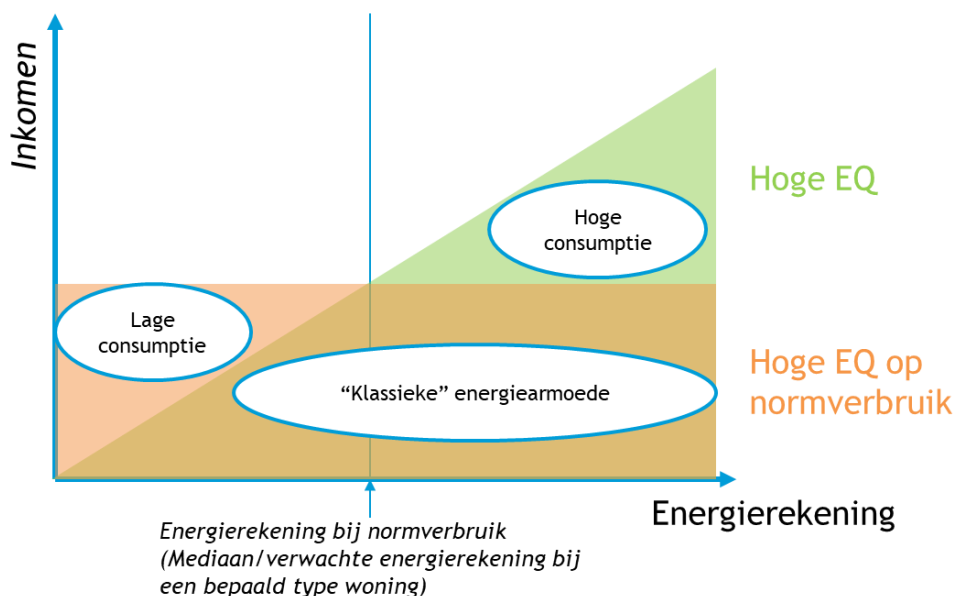 Inkomen
Hoge EQ
Hoge
consumptie
Lage
consumptie
“Klassieke” energiearmoede
Hoge EQ op
normverbruik
Energierekening
Energierekening bij normverbruik
(Mediaan/verwachte energierekening bij
een bepaald type woning)